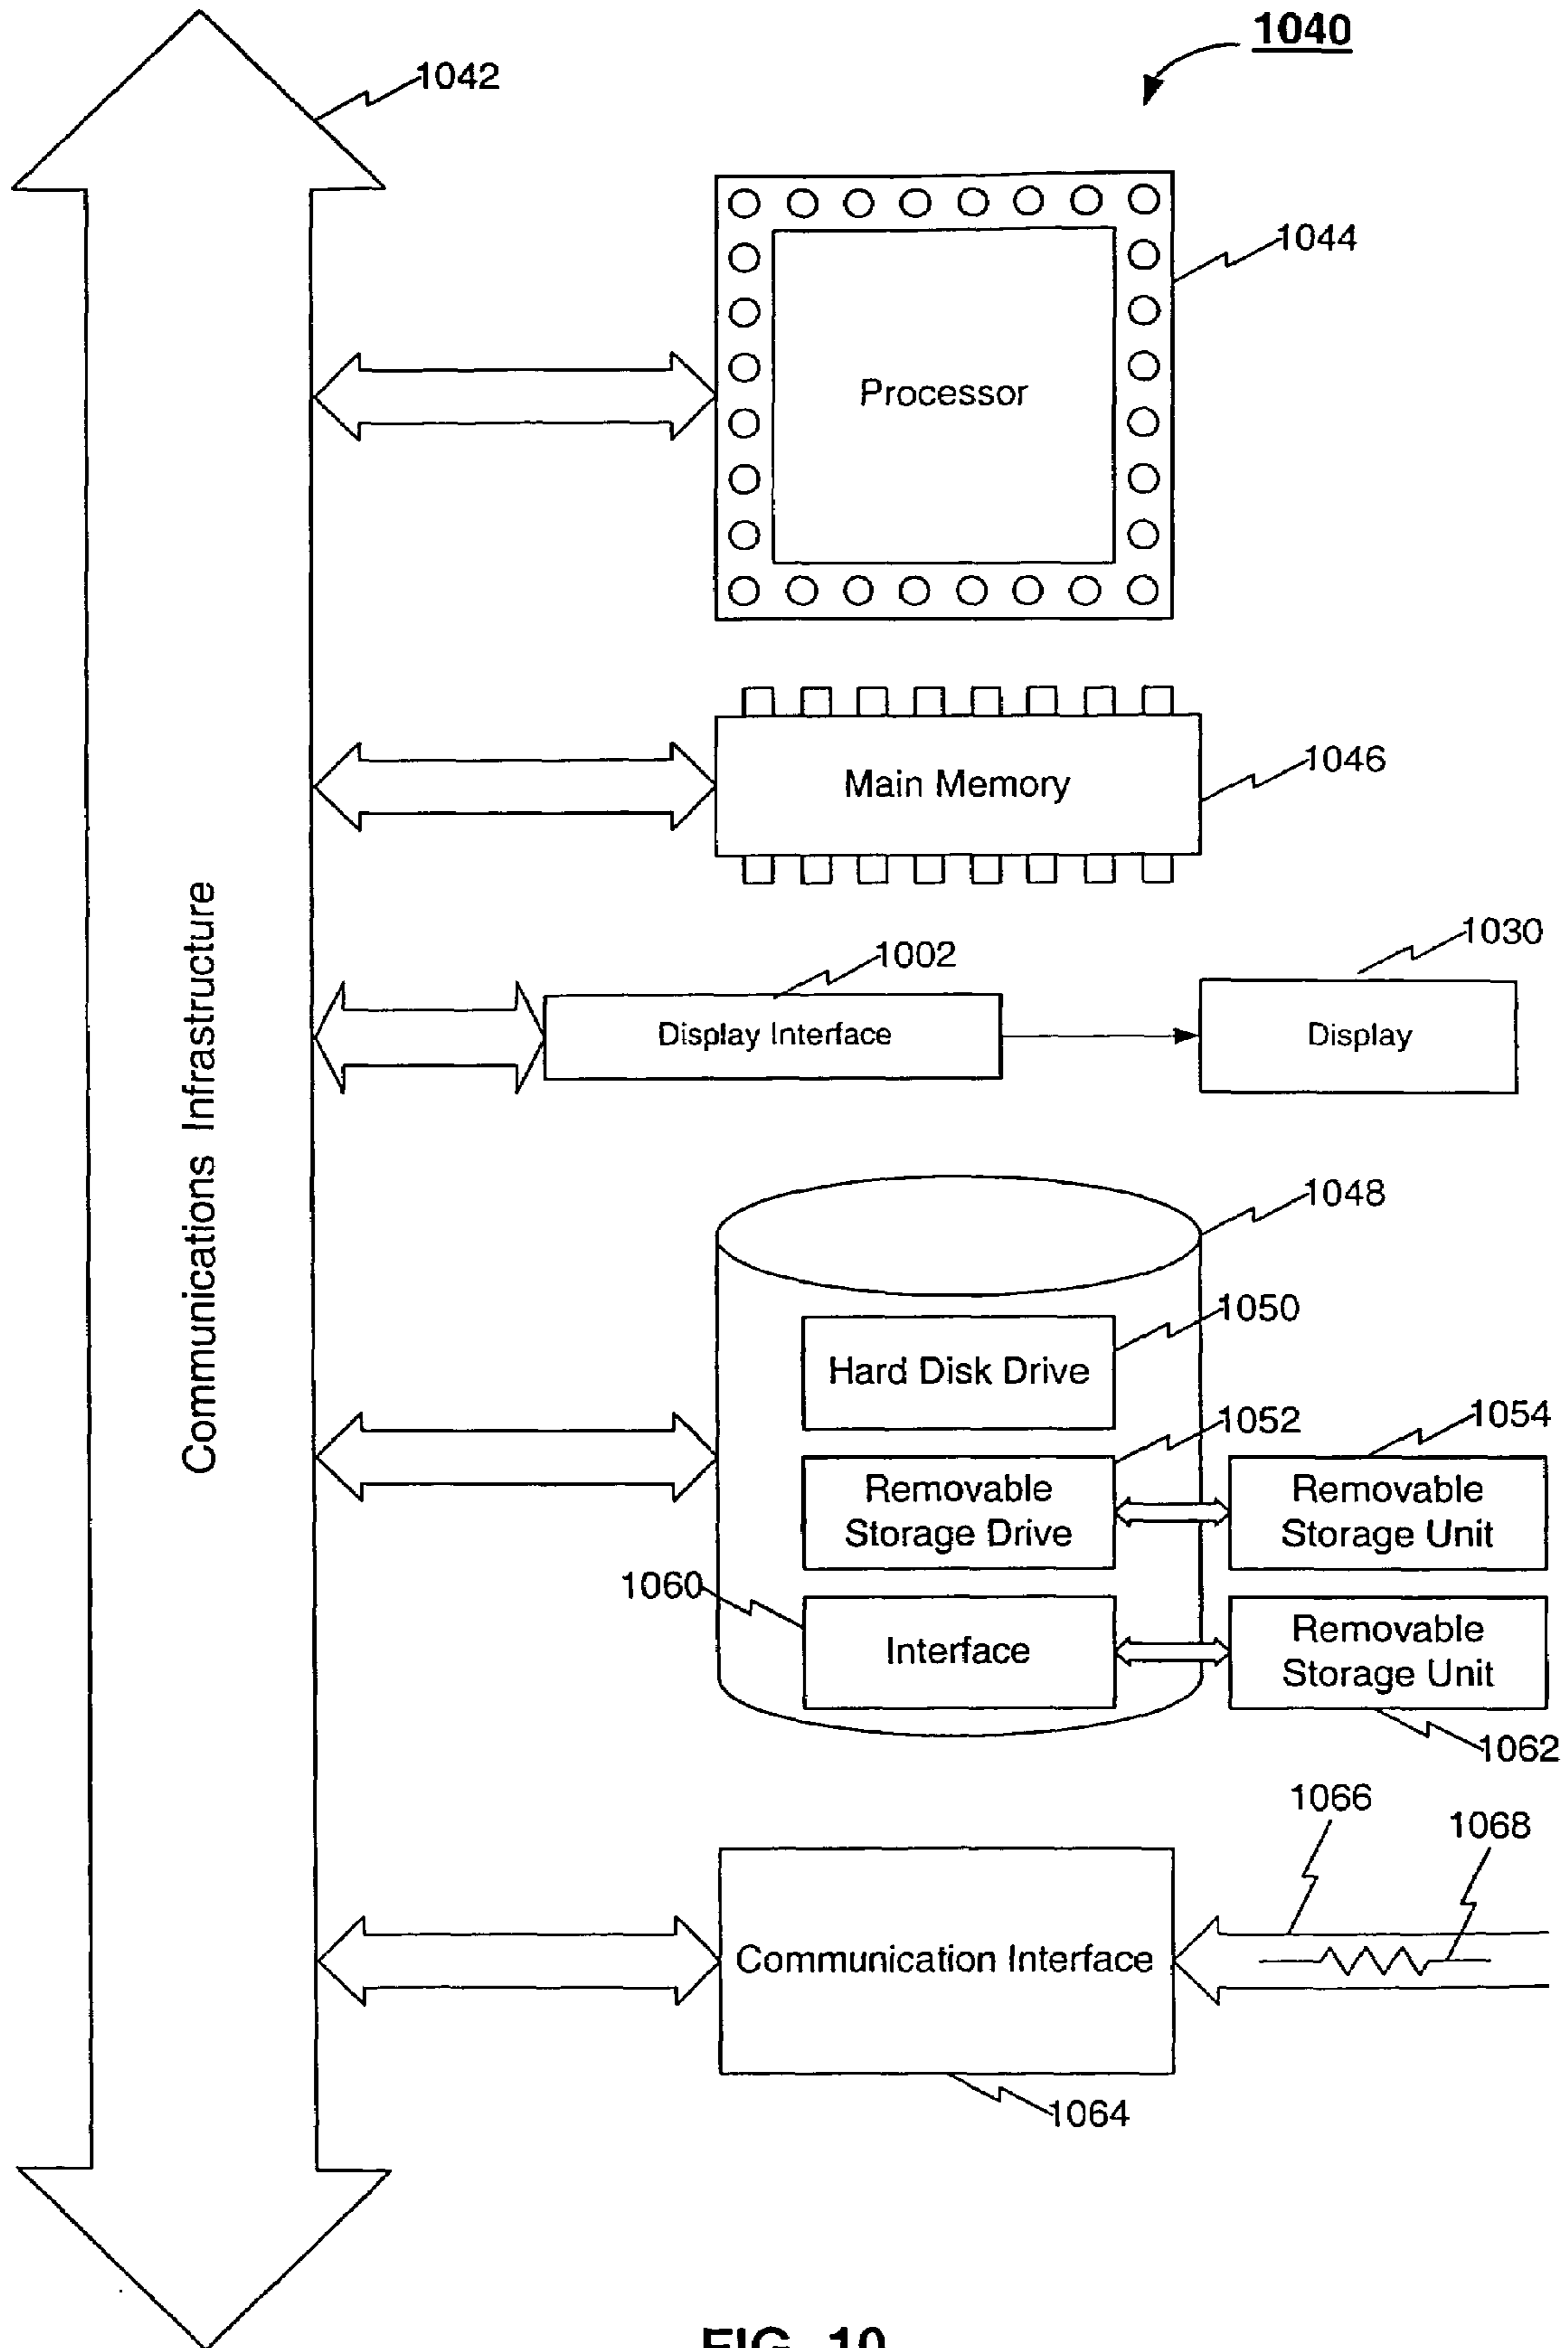 1040
1042
1044
Processor
1046
Main Memory
1030
1002
Display Interface
Display
Communications Infrastructure
1048
1050
Hard Disk Drive
1052
1054
Removable
Storage Drive
Removable
Storage Unit
1060
Interface
Removable
Storage Unit
1062
1066
1068
Communication Interface
1064
FIG. 10